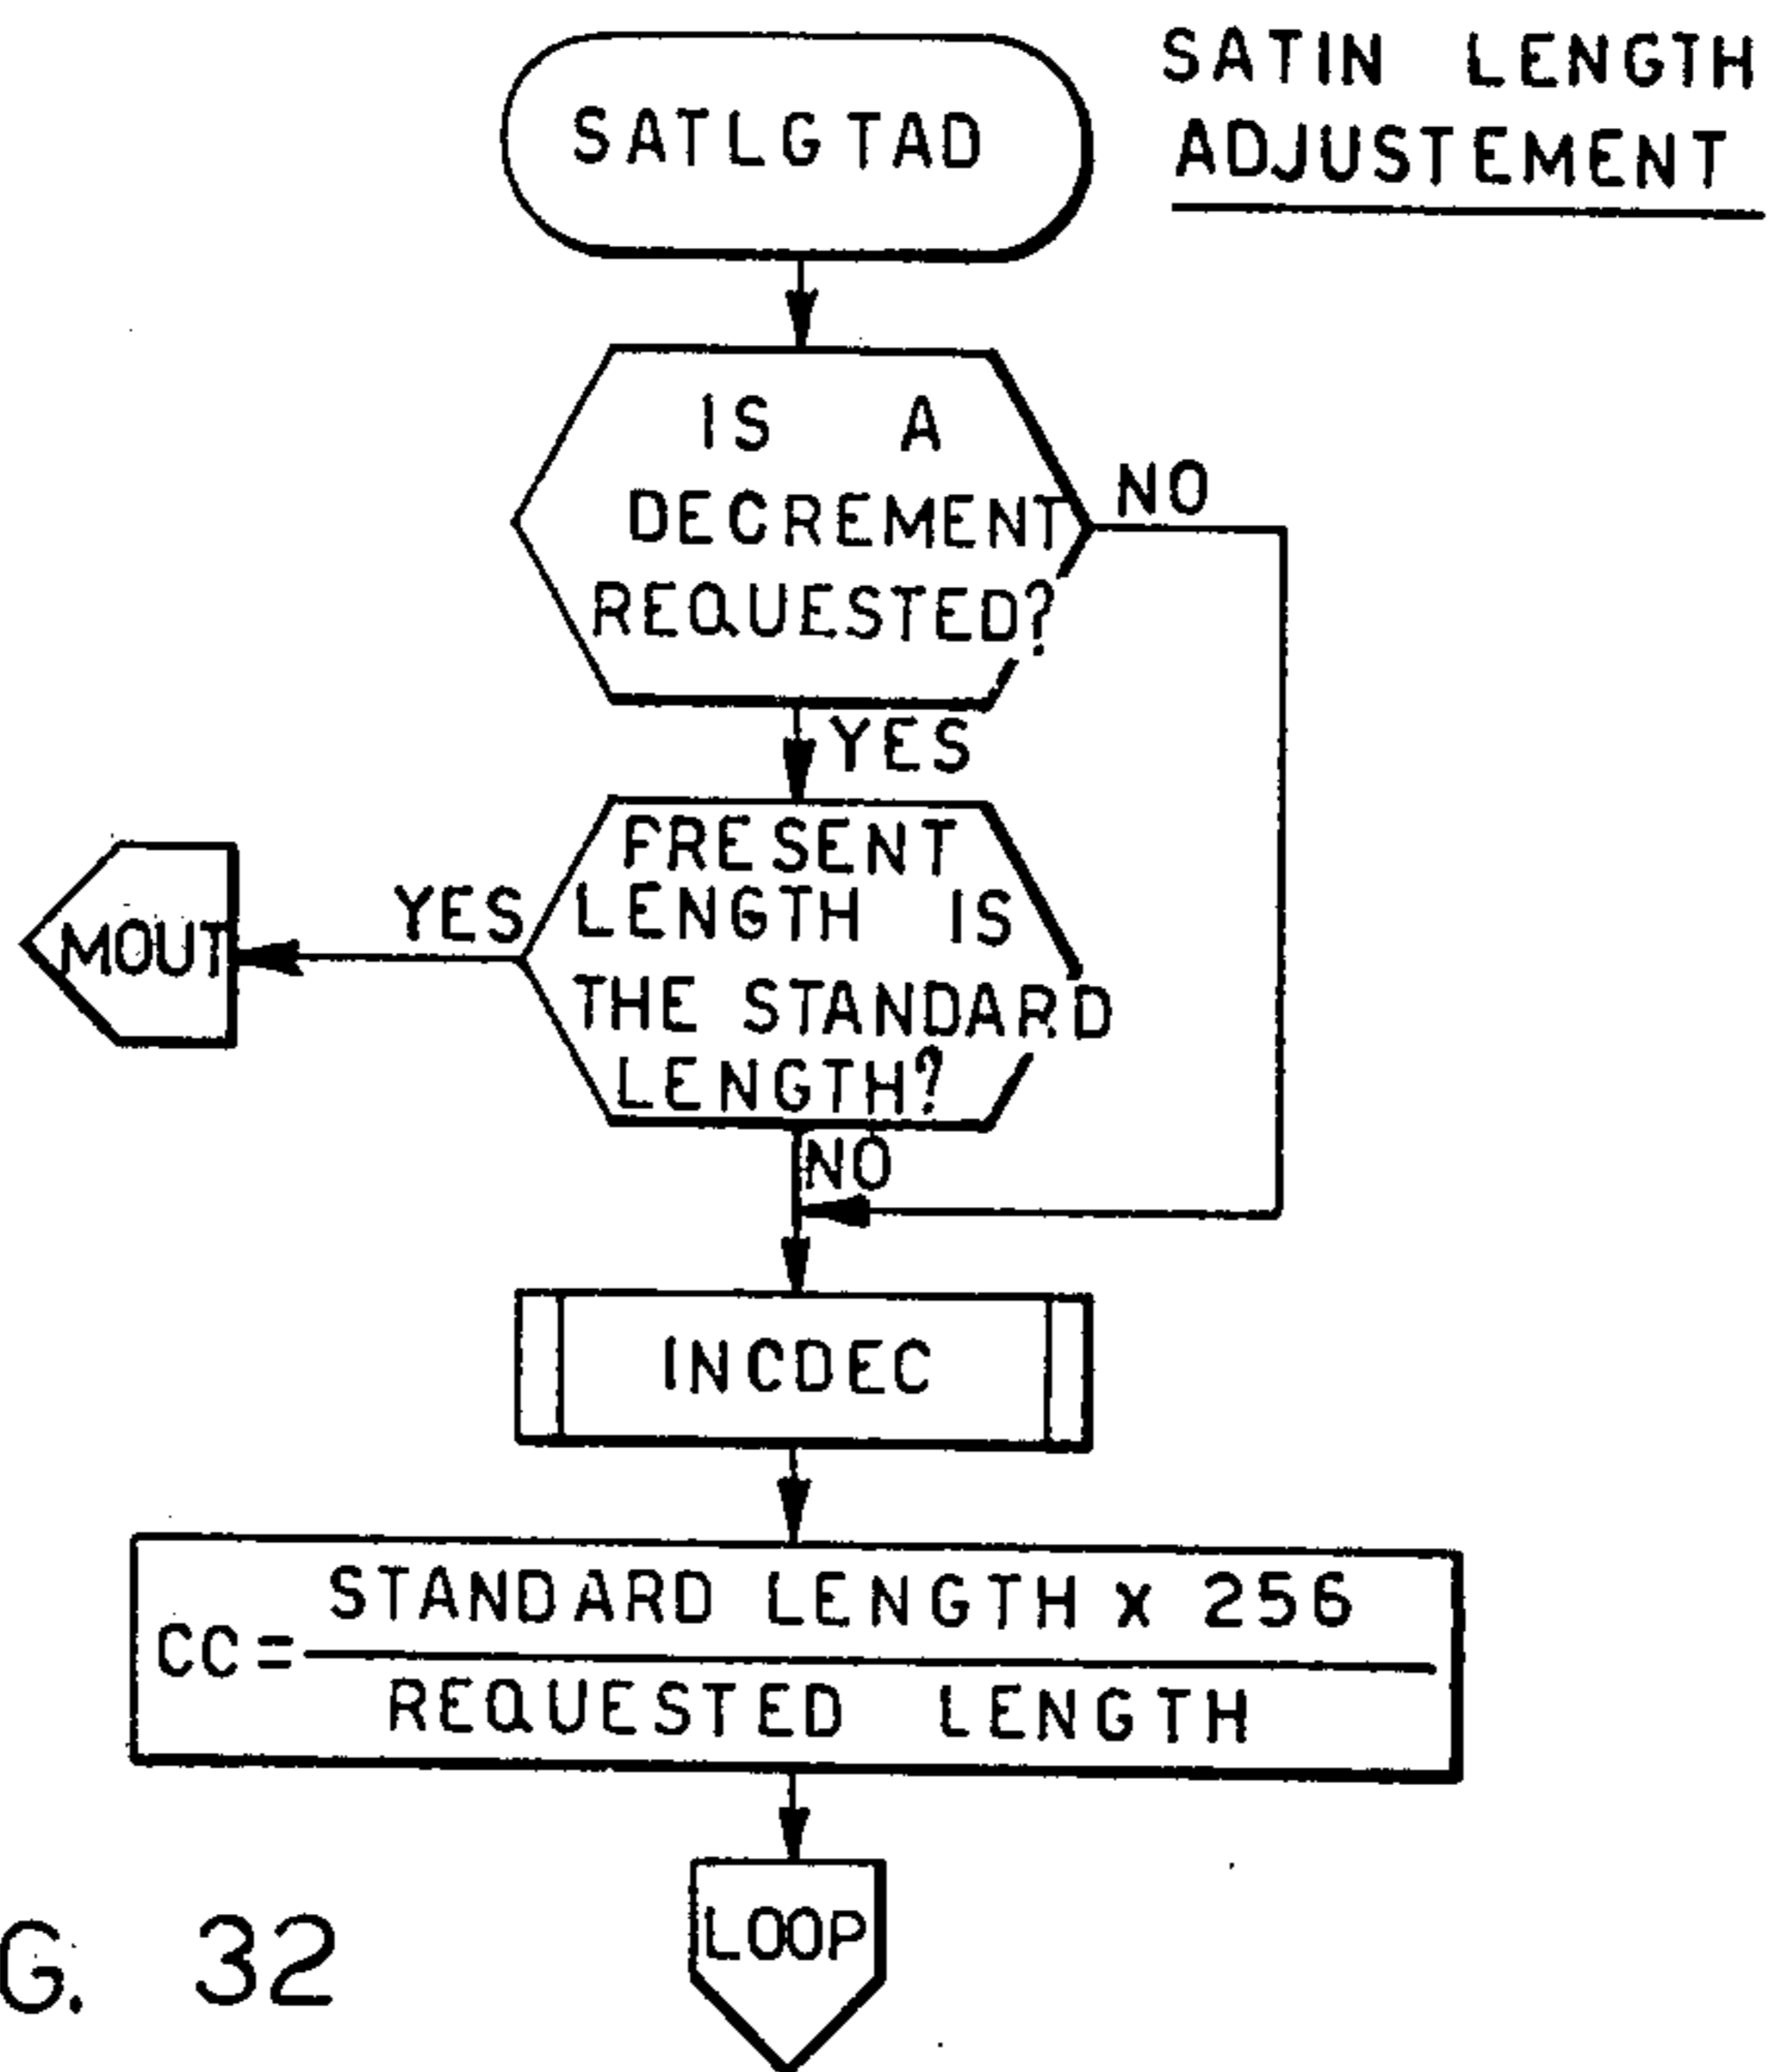 SATIN LENGTH
ADJUSTEMENT
SATLGTAD
IS A
DECREMENT
REQUESTED?
NO
YES
PRESENT
LENGTH IS
THE STANDARD
LENGTH?
YES
MOUT
NO
INCDEC
STANDARD LENGTH x 256
CC=
REQUESTED LENGTH
LOOP
G. 32